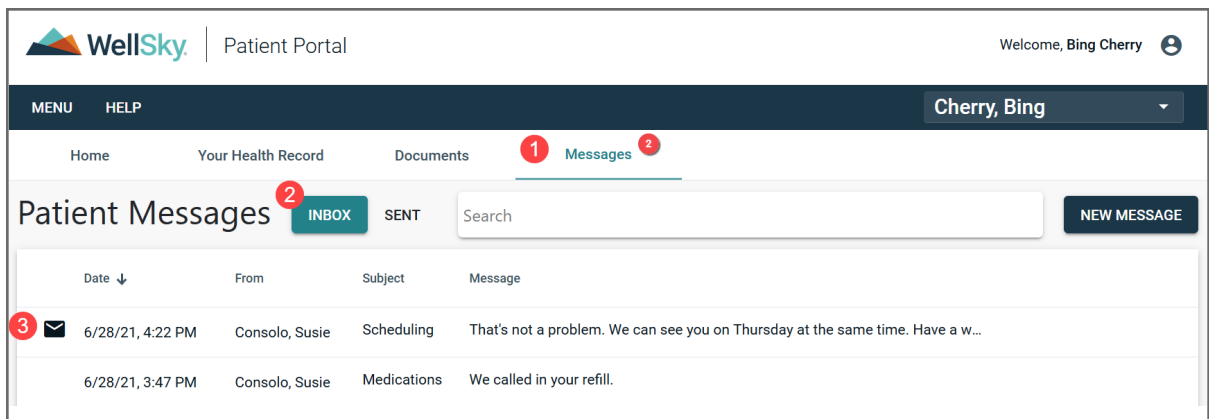 WellSky. Patient Portal Welcome, Bing Cherry
MENU HELP Cherry, Bing
Home Your Health Record Documents 1 Messages 2
Patient Messages 2 INBOX SENT Search NEW MESSAGE
Date ↓ From Subject Message
3 6/28/21, 4:22 PM Consolo, Susie Scheduling That's not a problem. We can see you on Thursday at the same time. Have a w...
6/28/21, 3:47 PM Consolo, Susie Medications We called in your refill.